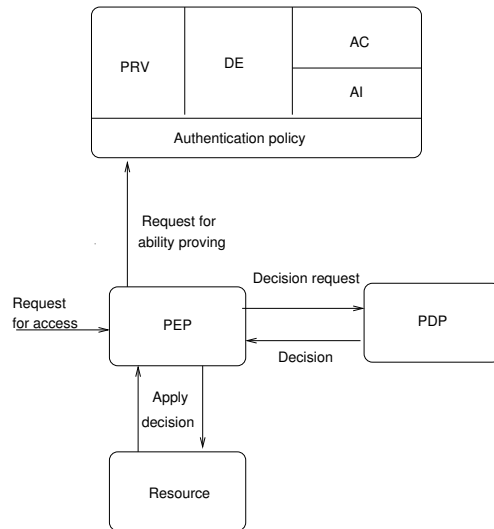 PRV
DE
AC
AI
Authentication policy
Request for
ability proving
Decision request
Request
for access
PEP
PDP
Decision
Apply
decision
Resource